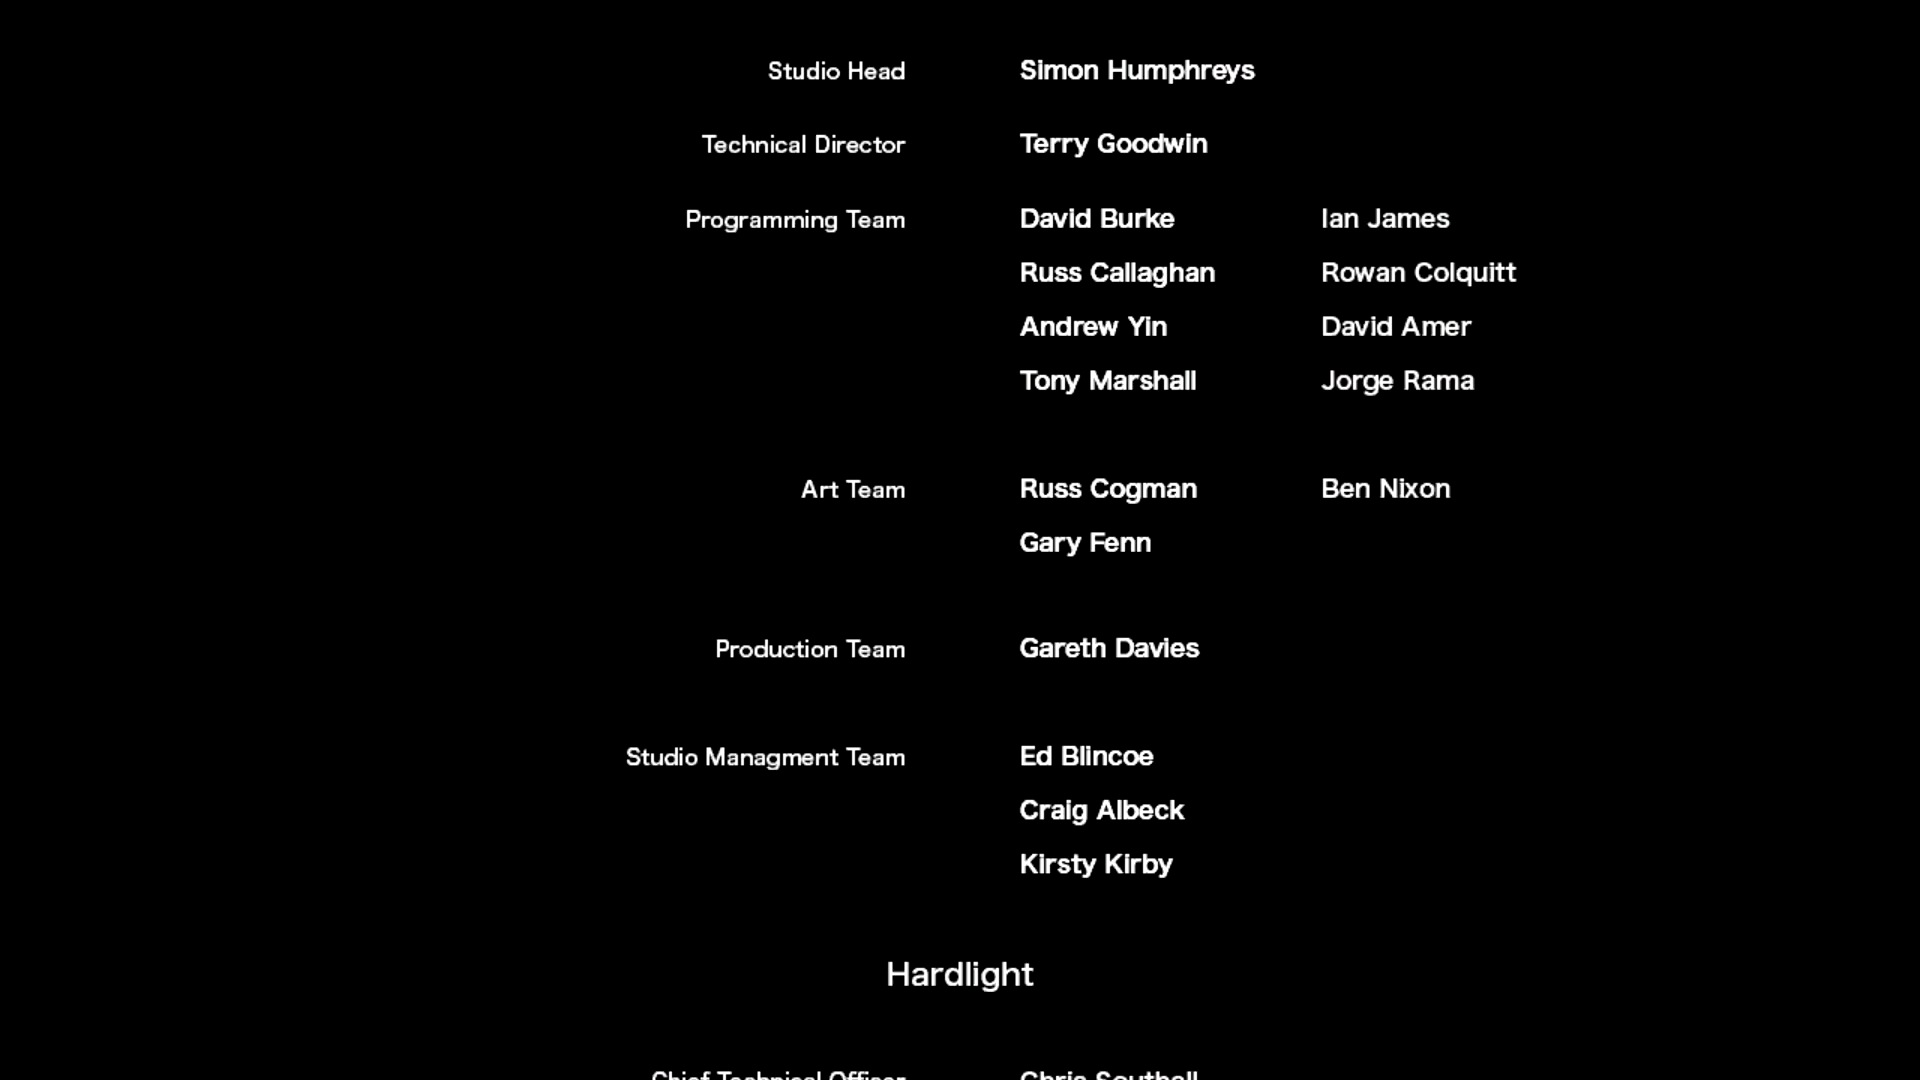 Studio Head Simon Humphreys
Technical Director Terry Goodwin
Programming Team David Burke Ian James
Russ Callaghan Rowan Colquitt
Andrew Yin David Amer
Tony Marshall Jorge Rama
Art Team Russ Cogman Ben Nixon
Gary Fenn
Production Team Gareth Davies
Studio Managment Team Ed Blincoe
Craig Albeck
Kirsty Kirby
Hardlight
Chief Technical Officer Chris Southall